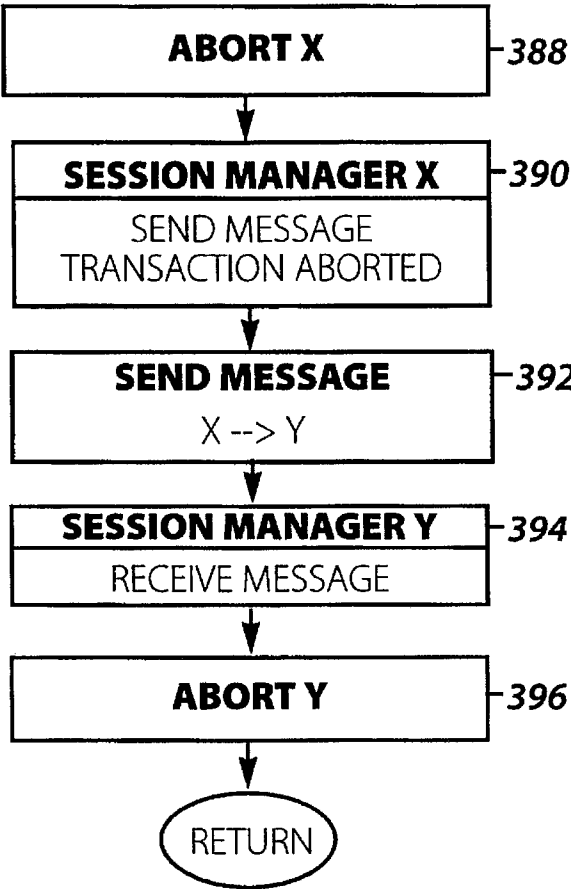 ABORT X
388
SESSION MANAGER X
390
SEND MESSAGE
TRANSACTION ABORTED
SEND MESSAGE
392
X --> Y
SESSION MANAGER Y
394
RECEIVE MESSAGE
ABORT Y
396
RETURN